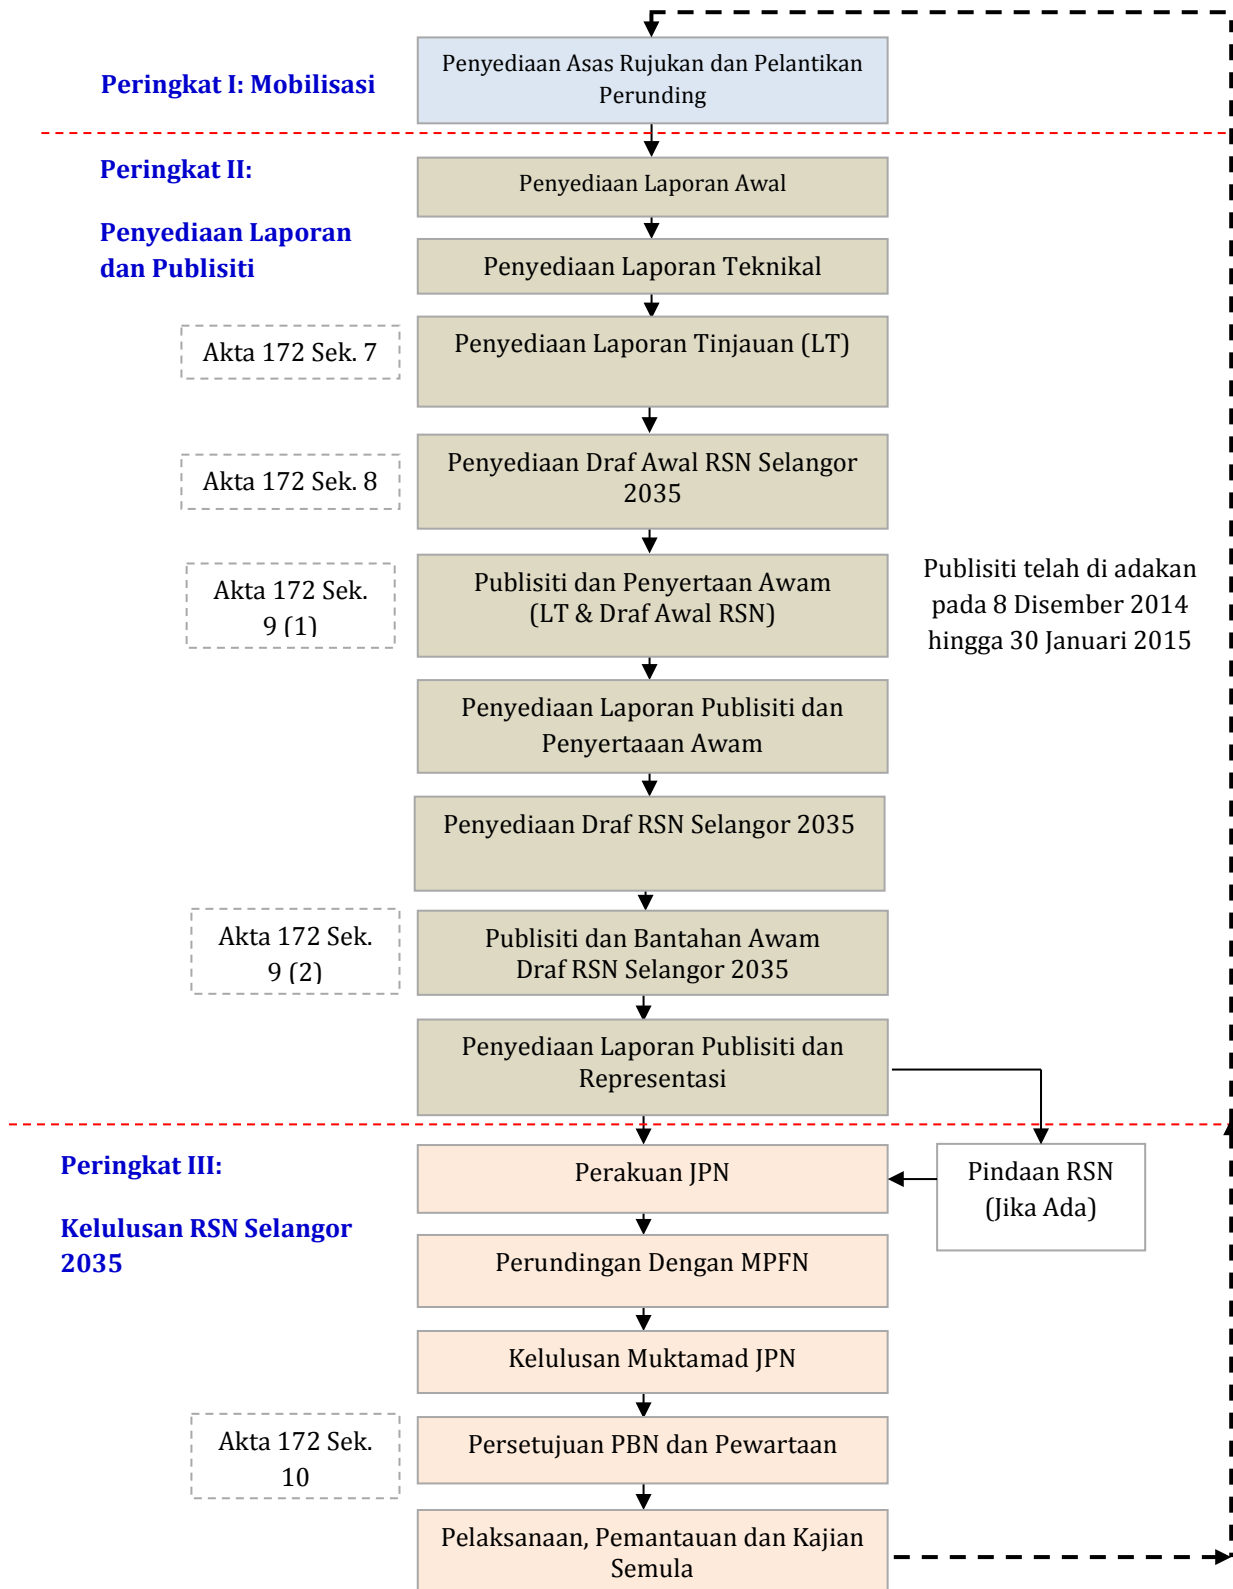 Penyediaan Asas Rujukan dan Pelantikan
Perunding
Peringkat I: Mobilisasi
Peringkat II:
Penyediaan Laporan
dan Publisiti
Penyediaan Laporan Awal
Penyediaan Laporan Teknikal
Akta 172 Sek. 7
Penyediaan Laporan Tinjauan (LT)
Akta 172 Sek. 8
Penyediaan Draf Awal RSN Selangor
2035
Akta 172 Sek.
9 (1)
Publisiti dan Penyertaan Awam
(LT & Draf Awal RSN)
Publisiti telah di adakan
pada 8 Disember 2014
hingga 30 Januari 2015
Penyediaan Laporan Publisiti dan
Penyertaaan Awam
Penyediaan Draf RSN Selangor 2035
Akta 172 Sek.
9 (2)
Publisiti dan Bantahan Awam
Draf RSN Selangor 2035
Penyediaan Laporan Publisiti dan
Representasi
Peringkat III:
Kelulusan RSN Selangor
2035
Perakuan JPN
Pindaan RSN
(Jika Ada)
Perundingan Dengan MPFN
Kelulusan Muktamad JPN
Akta 172 Sek.
10
Persetujuan PBN dan Pewartaan
Pelaksanaan, Pemantauan dan Kajian
Semula